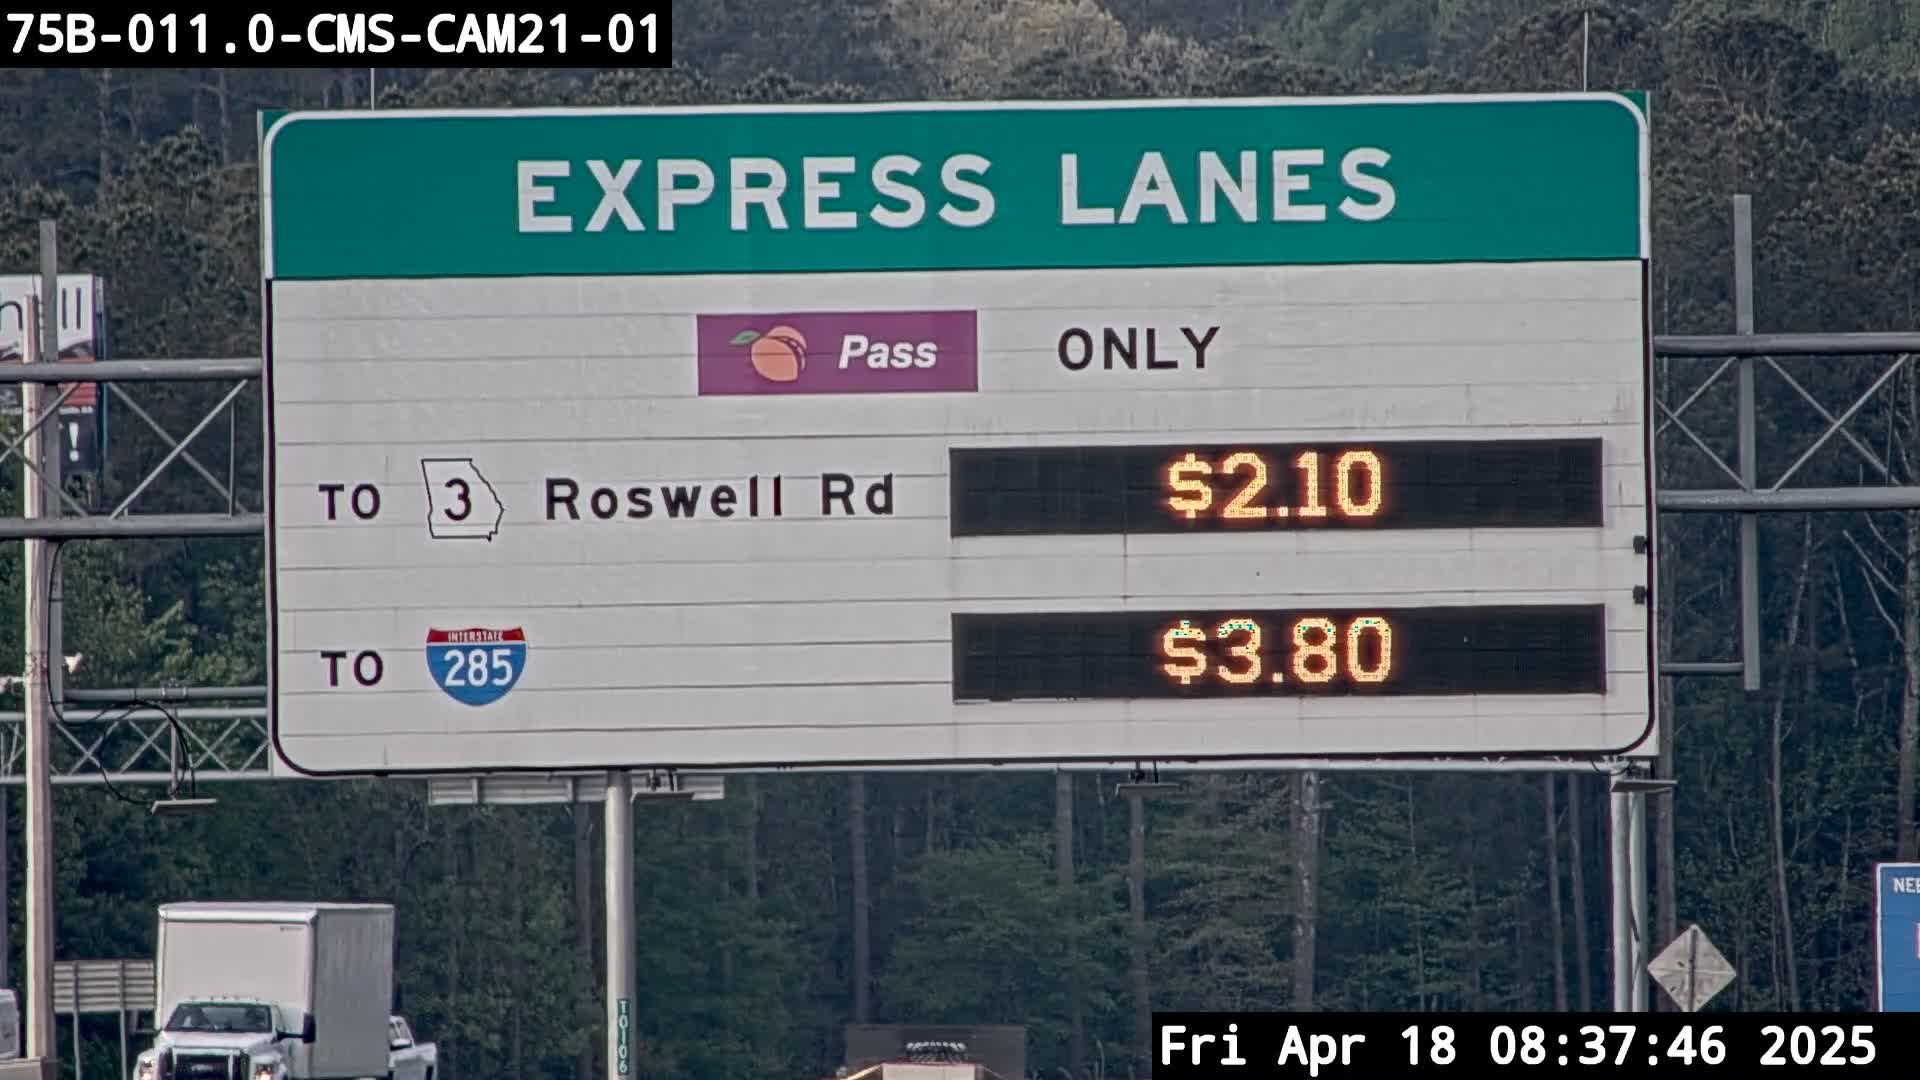 75B-011.0-CMS-CAM21-01
EXPRESS LANES
Pass ONLY
TO 3 Roswell Rd $2.10
TO INTERSTATE 285 $3.80
T0106
Fri Apr 18 08:37:46 2025